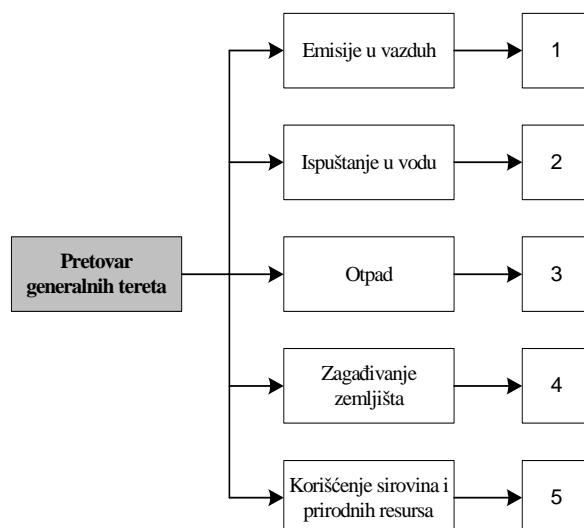 Emisije u vazduh
1
Ispuštanje u vodu
2
Pretovar
generalnih tereta
Otpad
3
Zagađivanje
zemljišta
4
Korišćenje sirovina i
prirodnih resursa
5